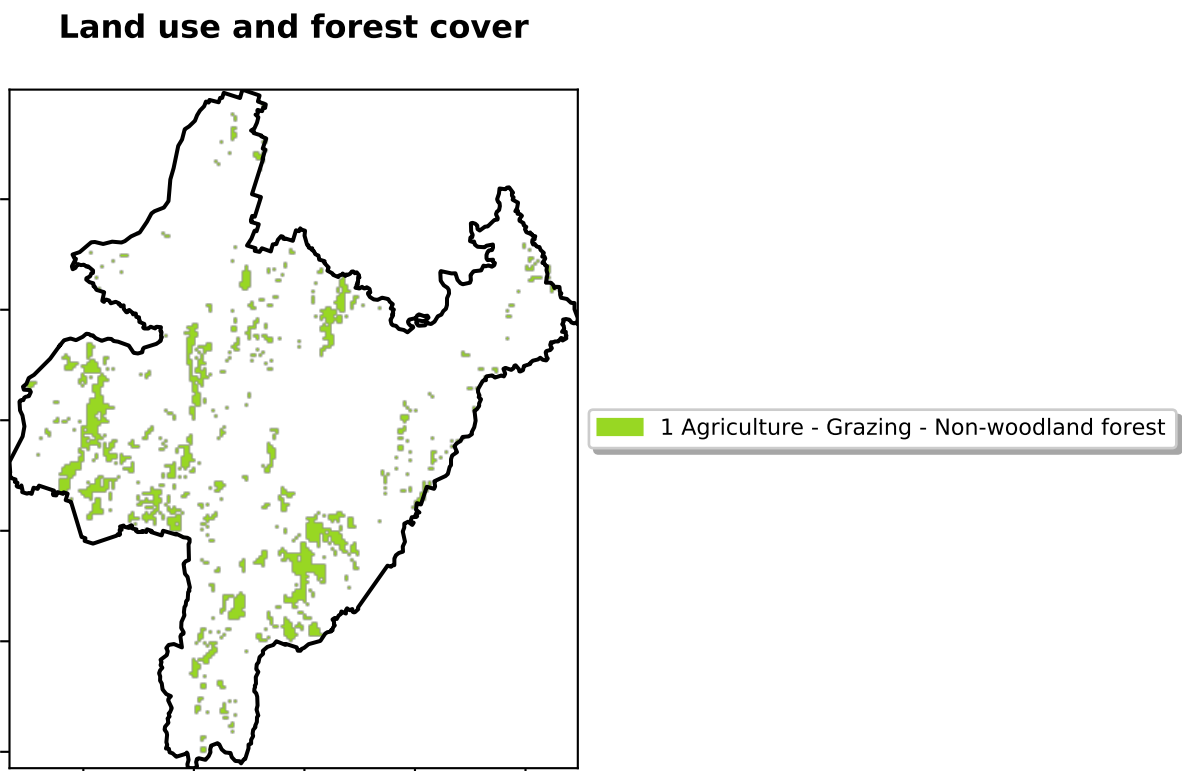 Land use and forest cover
1 Agriculture - Grazing - Non-woodland forest